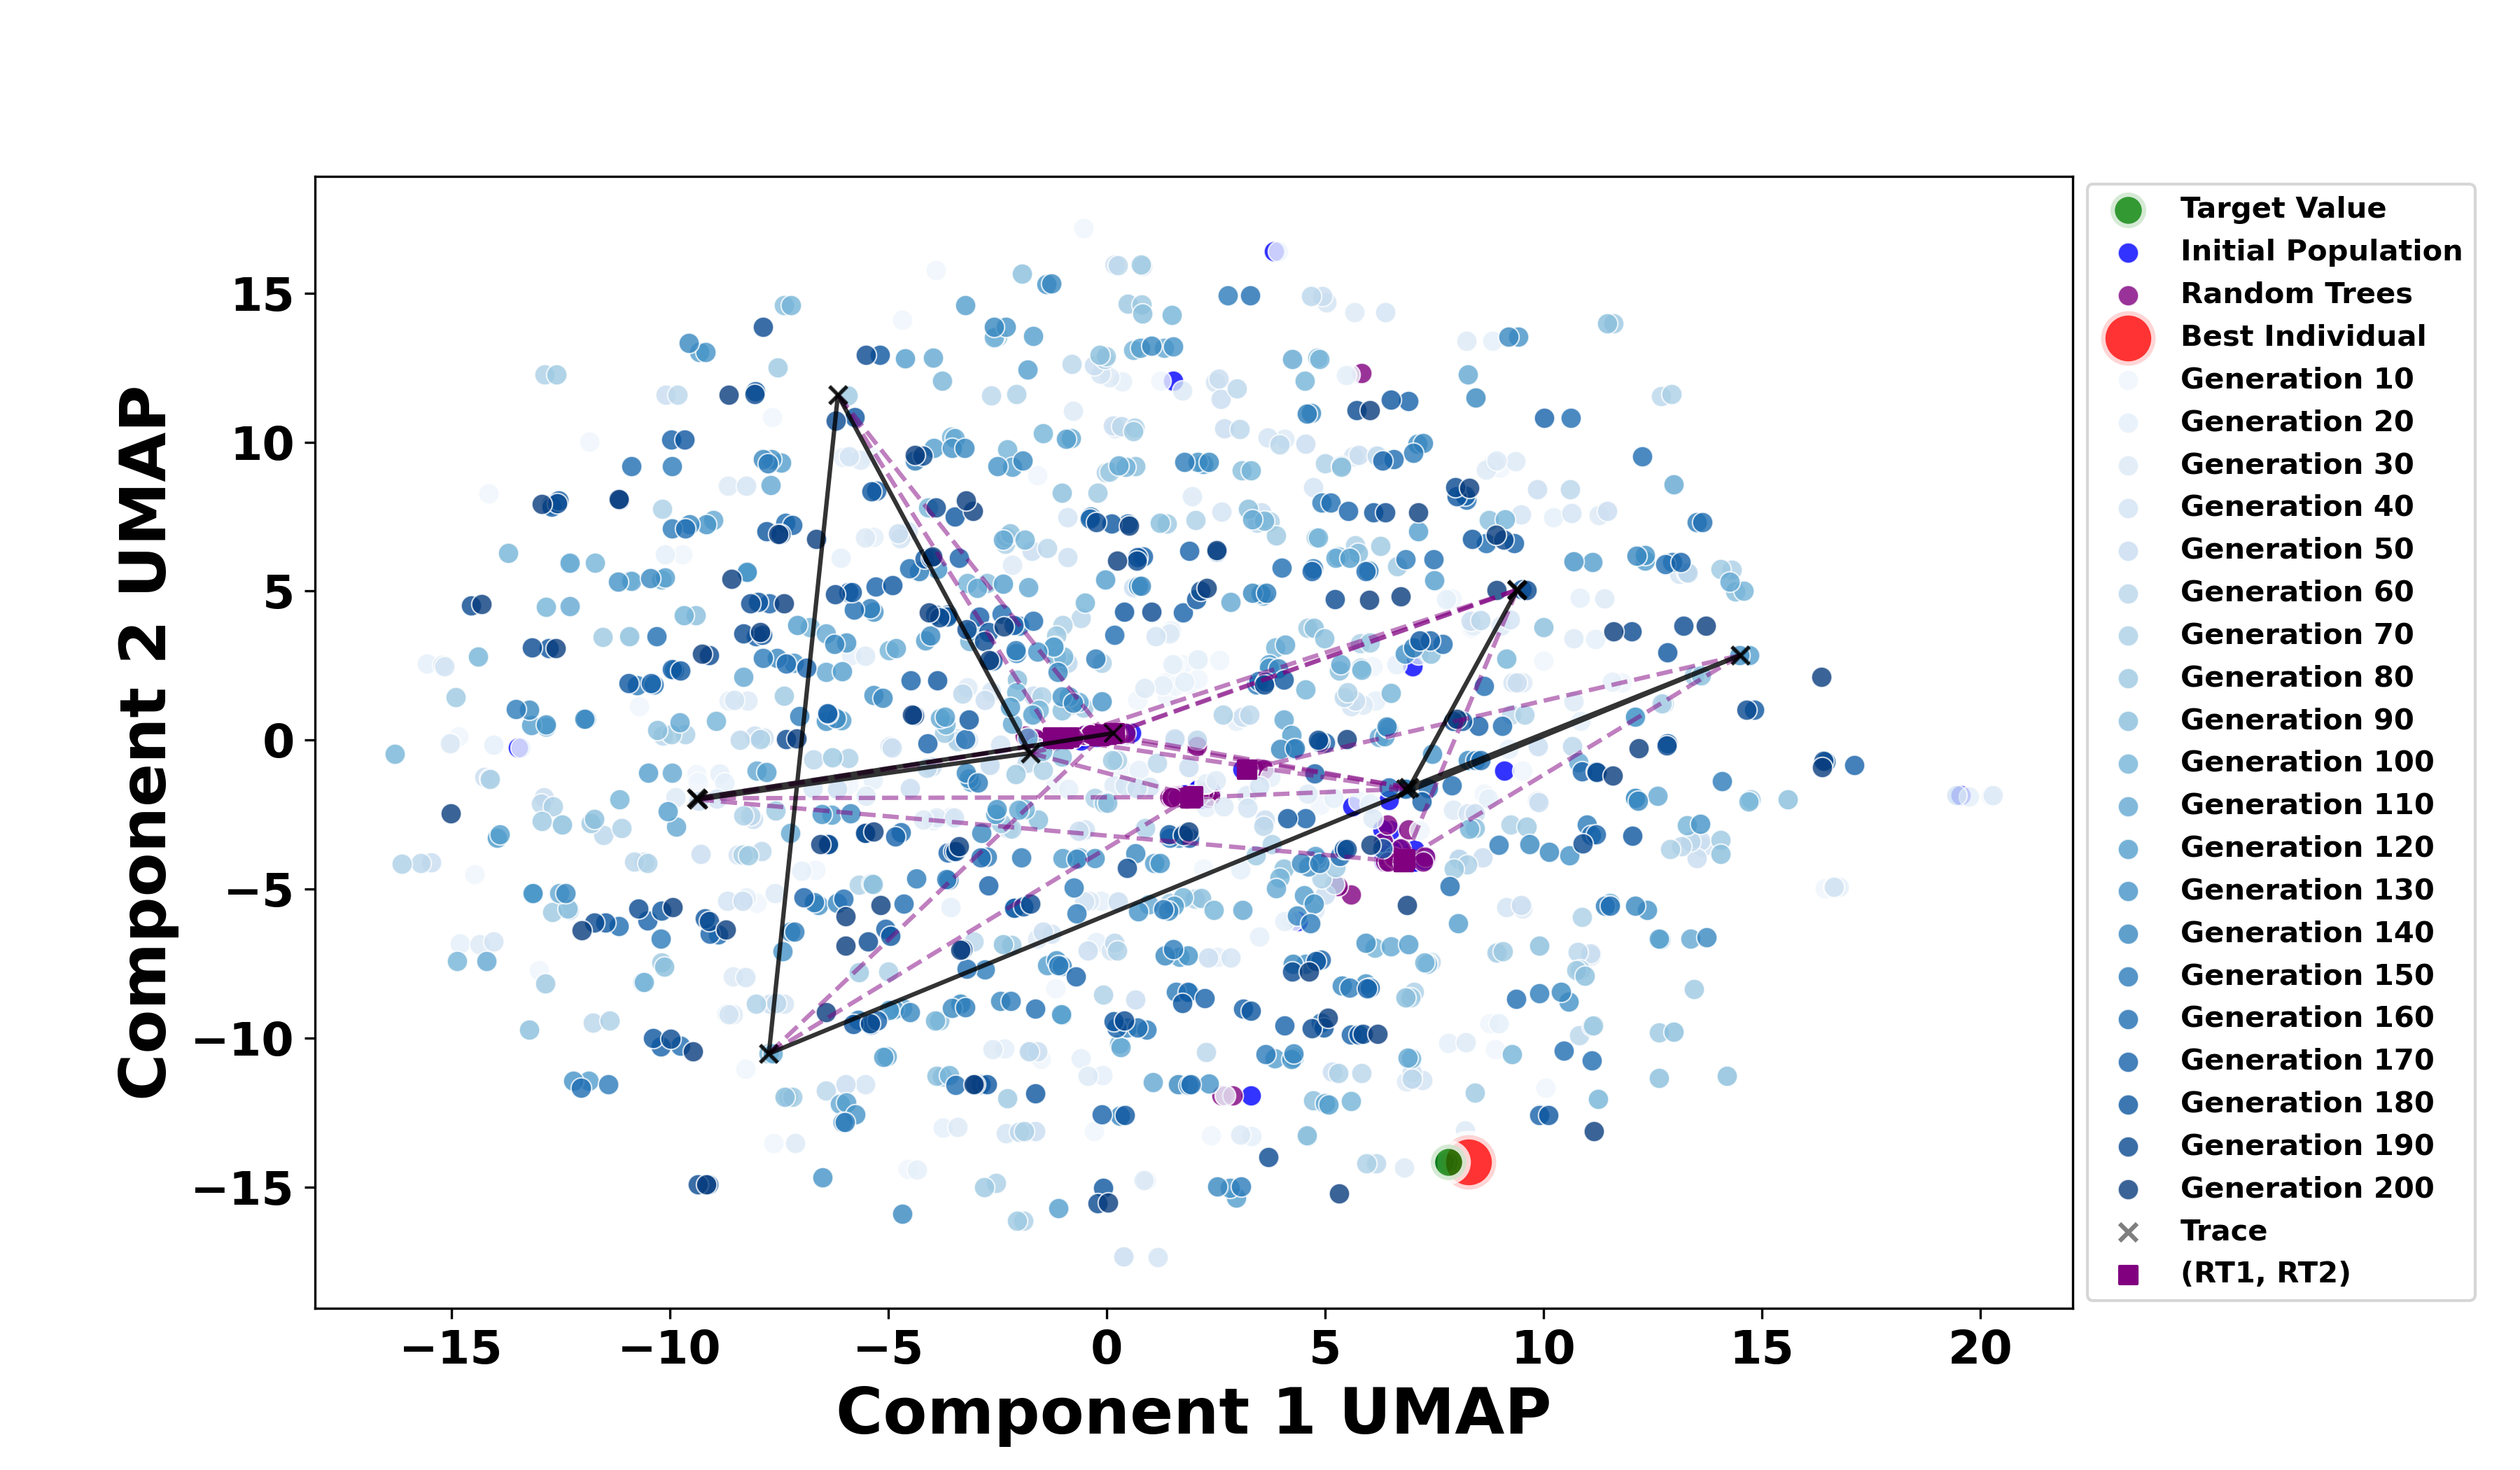 Component 2 UMAP
15
10
5
0
−5
−10
−15
−15 −10 −5 0 5 10 15 20
Component 1 UMAP
Target Value
Initial Population
Random Trees
Best Individual
Generation 10
Generation 20
Generation 30
Generation 40
Generation 50
Generation 60
Generation 70
Generation 80
Generation 90
Generation 100
Generation 110
Generation 120
Generation 130
Generation 140
Generation 150
Generation 160
Generation 170
Generation 180
Generation 190
Generation 200
Trace
(RT1, RT2)